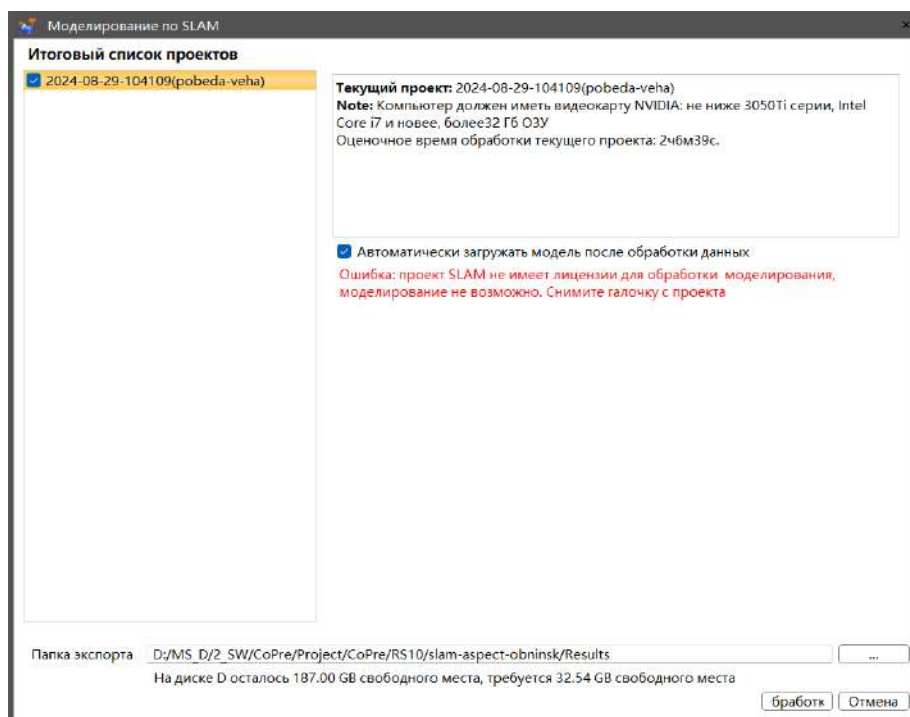 Моделирование по SLAM
Итоговый список проектов
2024-08-29-104109(pobeda-veha)
Текущий проект: 2024-08-29-104109(pobeda-veha)
Note: Компьютер должен иметь видеокарту NVIDIA: не ниже 3050Ti серии, Intel
Core i7 и новее, более32 Гб ОЗУ
Оценочное время обработки текущего проекта: 2ч6м39с.
Автоматически загружать модель после обработки данных
Ошибка: проект SLAM не имеет лицензии для обработки моделирования,
моделирование не возможно. Снимите галочку с проекта
Папка экспорта D:/MS_D/2_SW/CoPre/Project/CoPre/RS10/slam-aspect-obninsk/Results ...
На диске D осталось 187.00 GB свободного места, требуется 32.54 GB свободного места
бработк Отмена